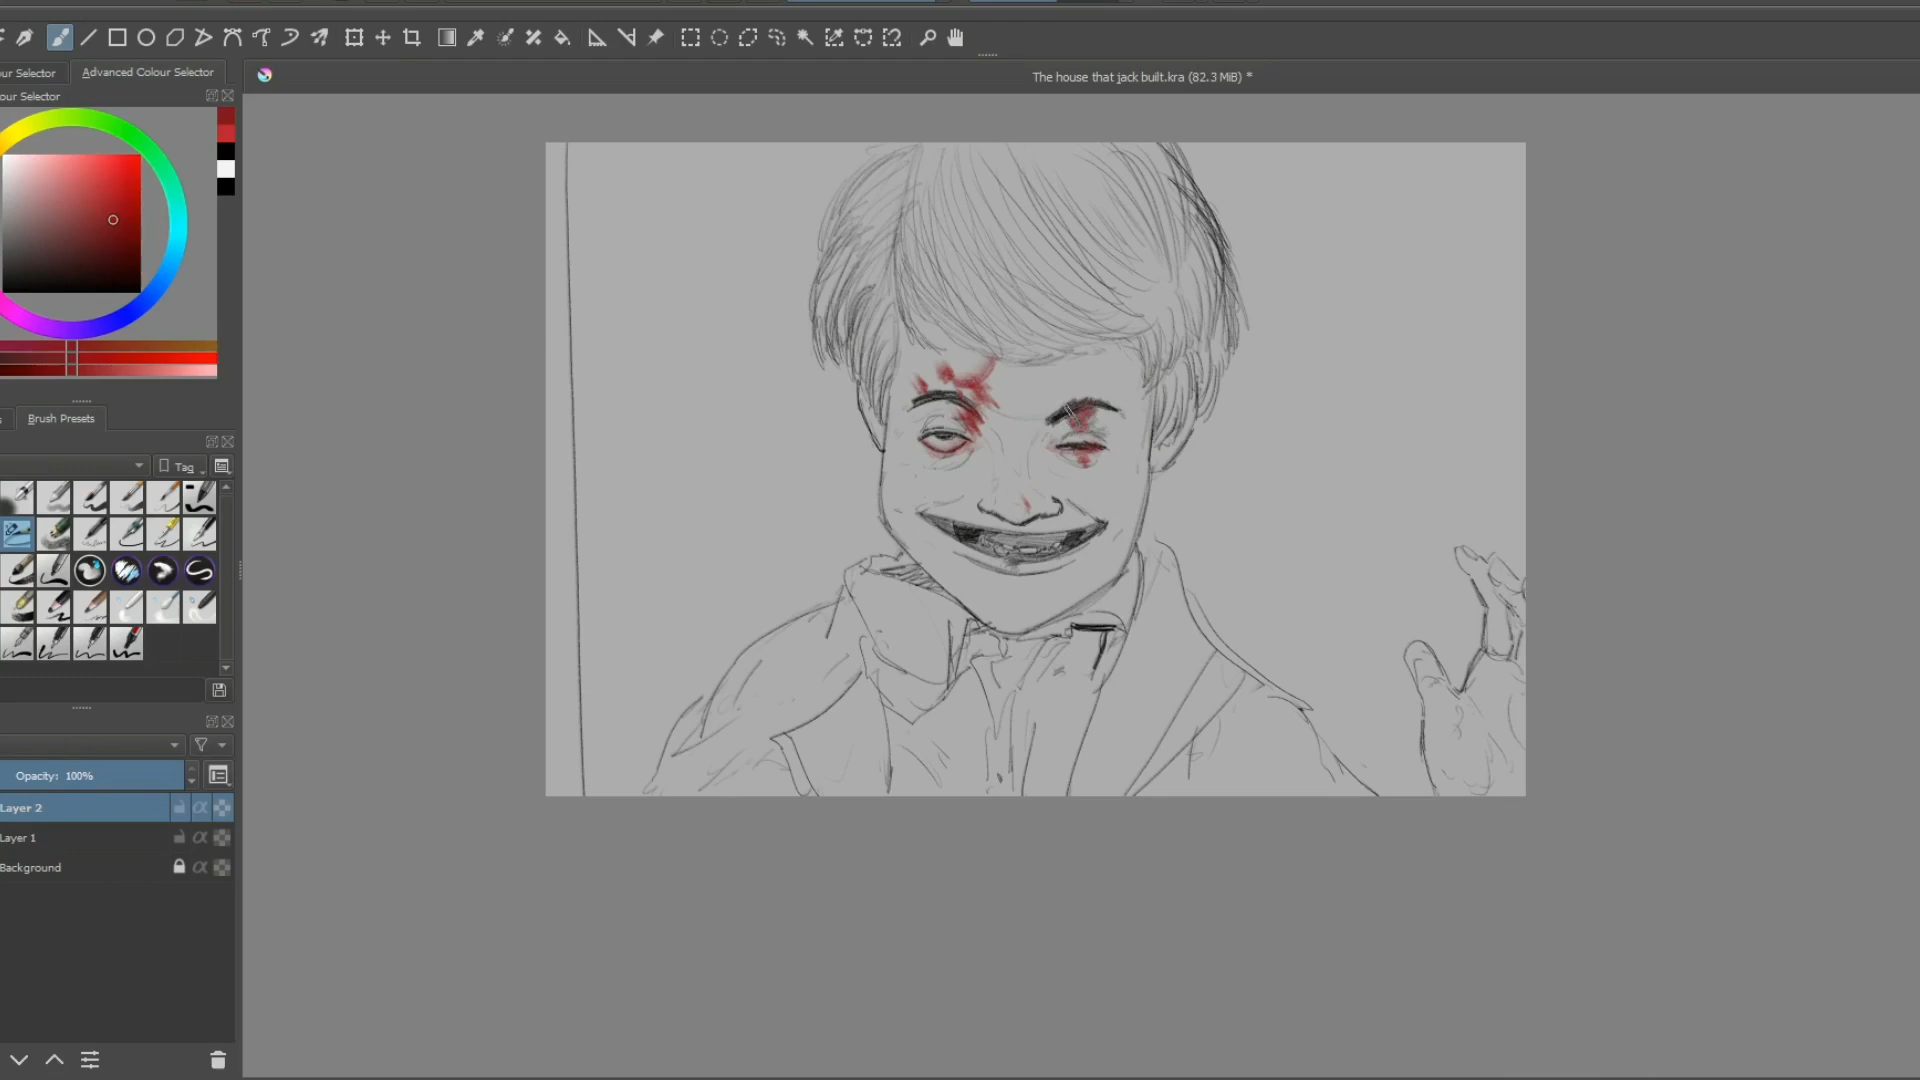 The house that jack built.kra (82.3 MiB) *
our Selector
Advanced Colour Selector
our Selector
Brush Presets
Tag
Opacity: 100%
Layer 2
Layer 1
Background